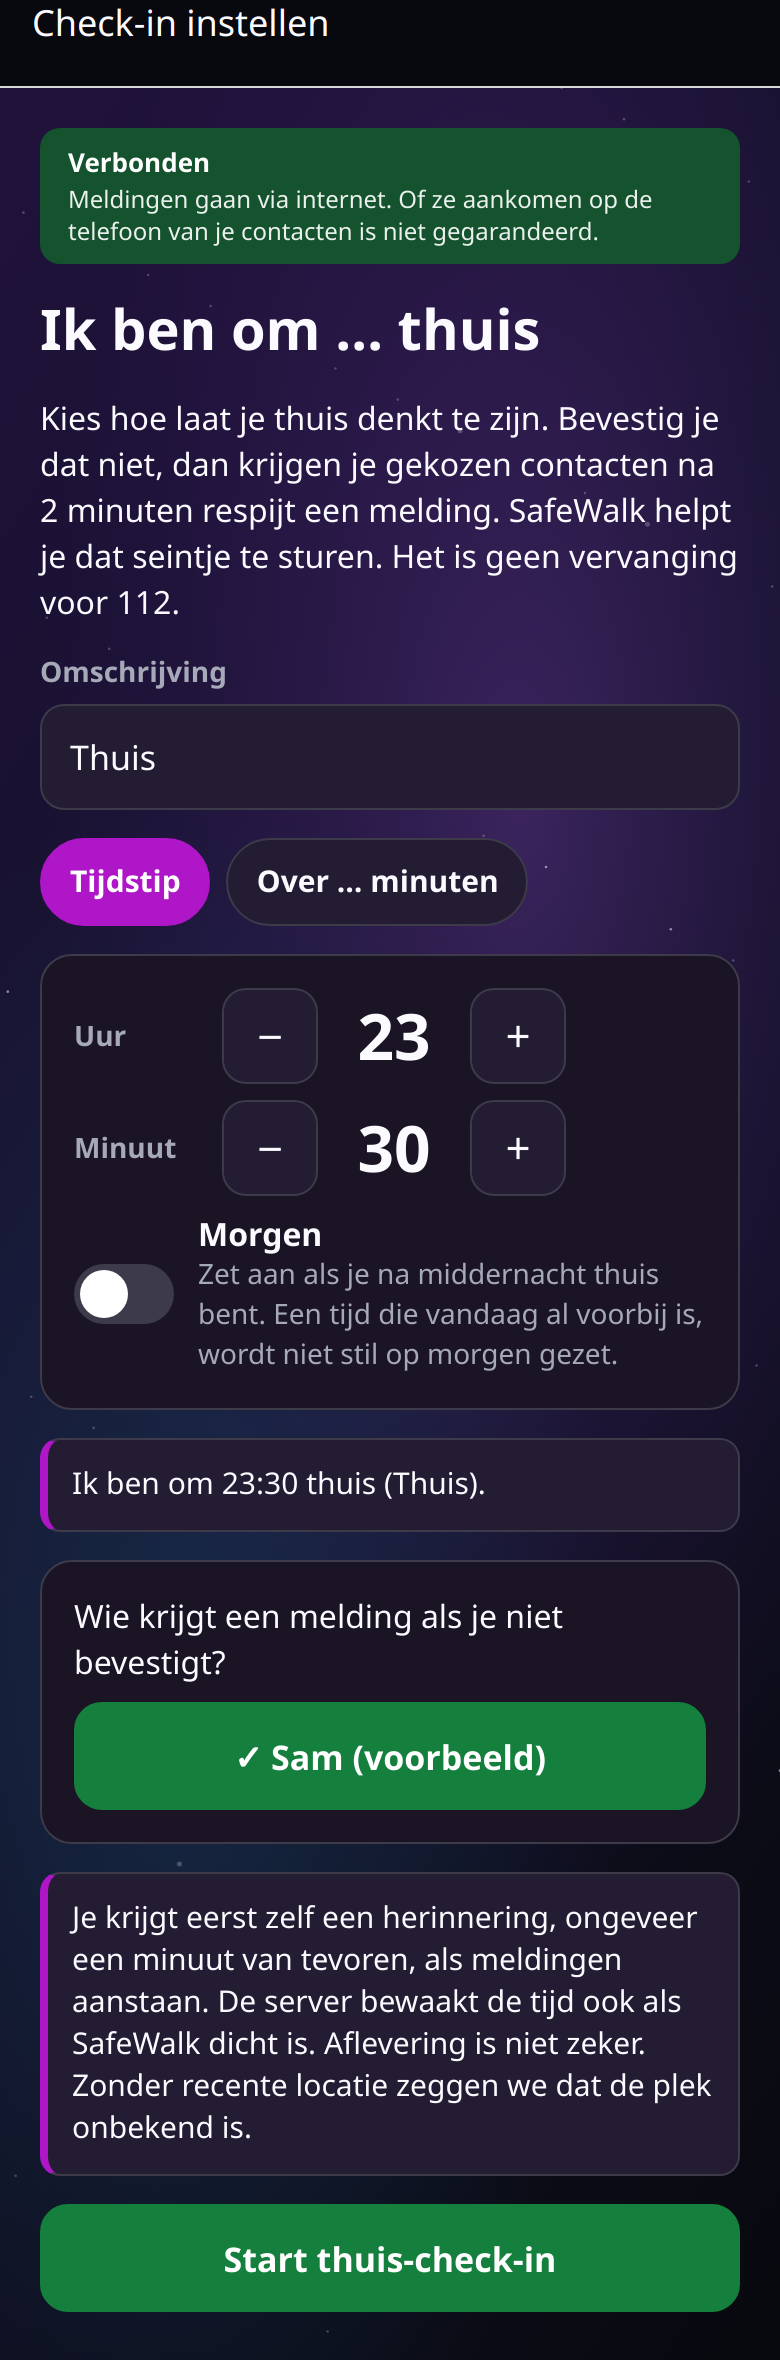 Check-in instellen
Verbonden
Meldingen gaan via internet. Of ze aankomen op de
telefoon van je contacten is niet gegarandeerd.
Ik ben om ... thuis
Kies hoe laat je thuis denkt te zijn. Bevestig je
dat niet, dan krijgen je gekozen contacten na
2 minuten respijt een melding. SafeWalk helpt
je dat seintje te sturen. Het is geen vervanging
voor 112.
Omschrijving
Thuis
Tijdstip
Over ... minuten
Uur − 23 +
Minuut − 30 +
Morgen
Zet aan als je na middernacht thuis
bent. Een tijd die vandaag al voorbij is,
wordt niet stil op morgen gezet.
Ik ben om 23:30 thuis (Thuis).
Wie krijgt een melding als je niet
bevestigt?
✓ Sam (voorbeeld)
Je krijgt eerst zelf een herinnering, ongeveer
een minuut van tevoren, als meldingen
aanstaan. De server bewaakt de tijd ook als
SafeWalk dicht is. Aflevering is niet zeker.
Zonder recente locatie zeggen we dat de plek
onbekend is.
Start thuis-check-in